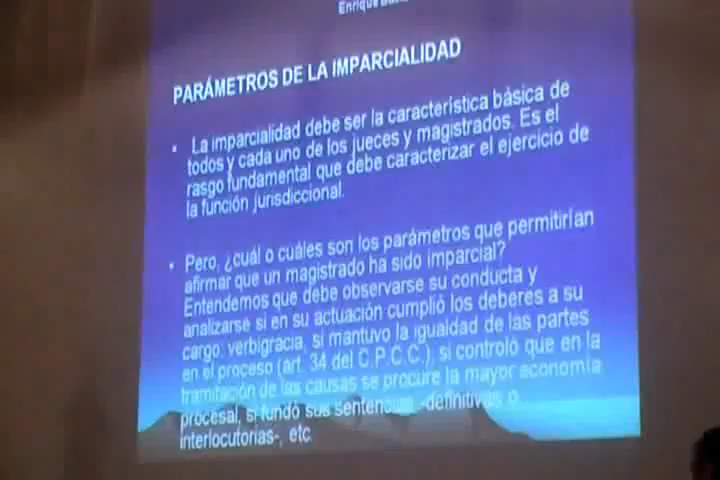 Enrique
PARÁMETROS DE LA IMPARCIALIDAD
• La imparcialidad debe ser la característica básica de
todos y cada uno de los jueces y magistrados. Es el
rasgo fundamental que debe caracterizar el ejercicio de
la función jurisdiccional.
• Pero, ¿cuál o cuáles son los parámetros que permitirían
afirmar que un magistrado ha sido imparcial?
Entendemos que debe observarse su conducta y
analizarse si en su actuación cumplió los deberes a su
cargo: verbigracia, si mantuvo la igualdad de las partes
en el proceso (art. 34 del C.P.C.C.), si controló que en la
tramitación de las causas se procure la mayor economía
procesal, si fundó sus sentencias -definitivas o
interlocutorias-, etc.